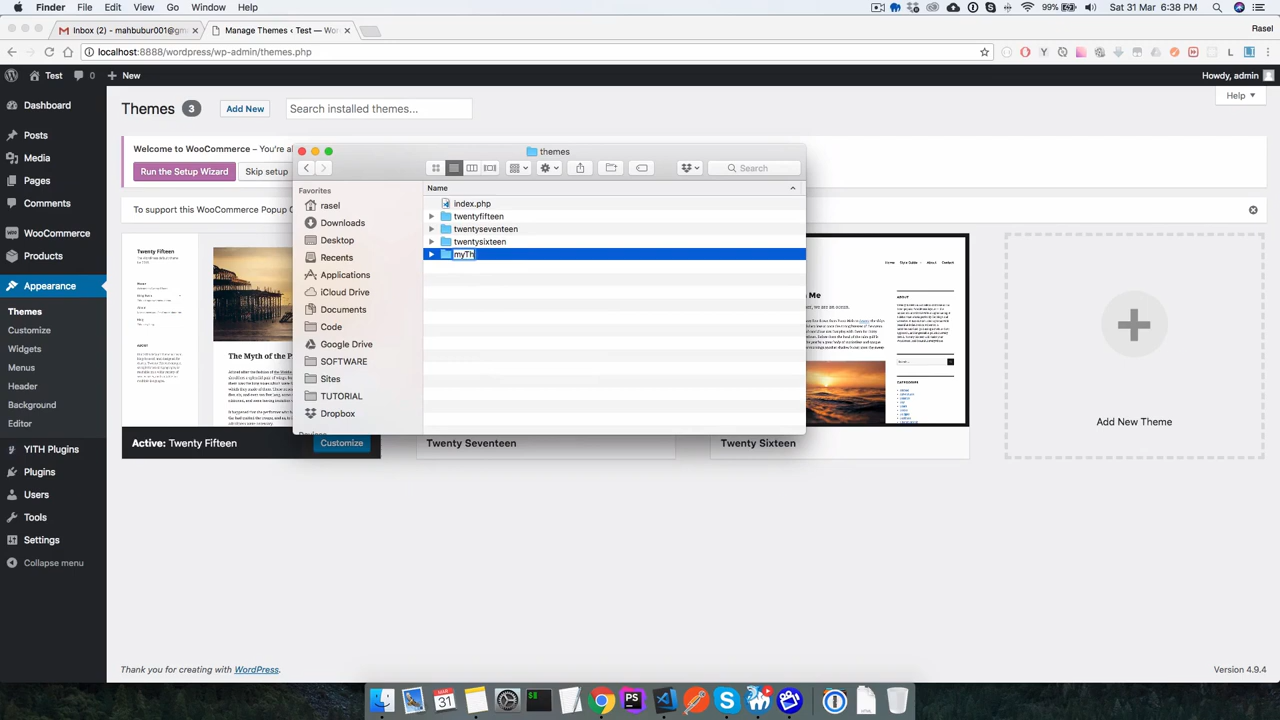 Finder File Edit View Go Window Help 99% Sat 31 Mar 6:38 PM
Inbox (2) - mahbubur001@gm
Manage Themes ‹ Test — Wor
Rasel
localhost:8888/wordpress/wp-admin/themes.php
Test 0 New
Howdy, admin
Dashboard
Posts
Media
Pages
Comments
WooCommerce
Products
Appearance
Themes
Customize
Widgets
Menus
Header
Background
Editor
YITH Plugins
Plugins
Users
Tools
Settings
Collapse menu
Themes 3 Add New Search installed themes...
Help
Welcome to WooCommerce – You're al
Run the Setup Wizard Skip setup
To support this WooCommerce Popup C
themes
Search
Favorites
rasel
Downloads
Desktop
Recents
Applications
iCloud Drive
Documents
Code
Google Drive
SOFTWARE
Sites
TUTORIAL
Dropbox
Name
index.php
twentyfifteen
twentyseventeen
twentysixteen
myTh
Twenty Fifteen
The Myth of the P
Me
ABOUT
CATEGORIES
Active: Twenty Fifteen Customize
Twenty Seventeen
Twenty Sixteen
Add New Theme
Thank you for creating with WordPress.
Version 4.9.4